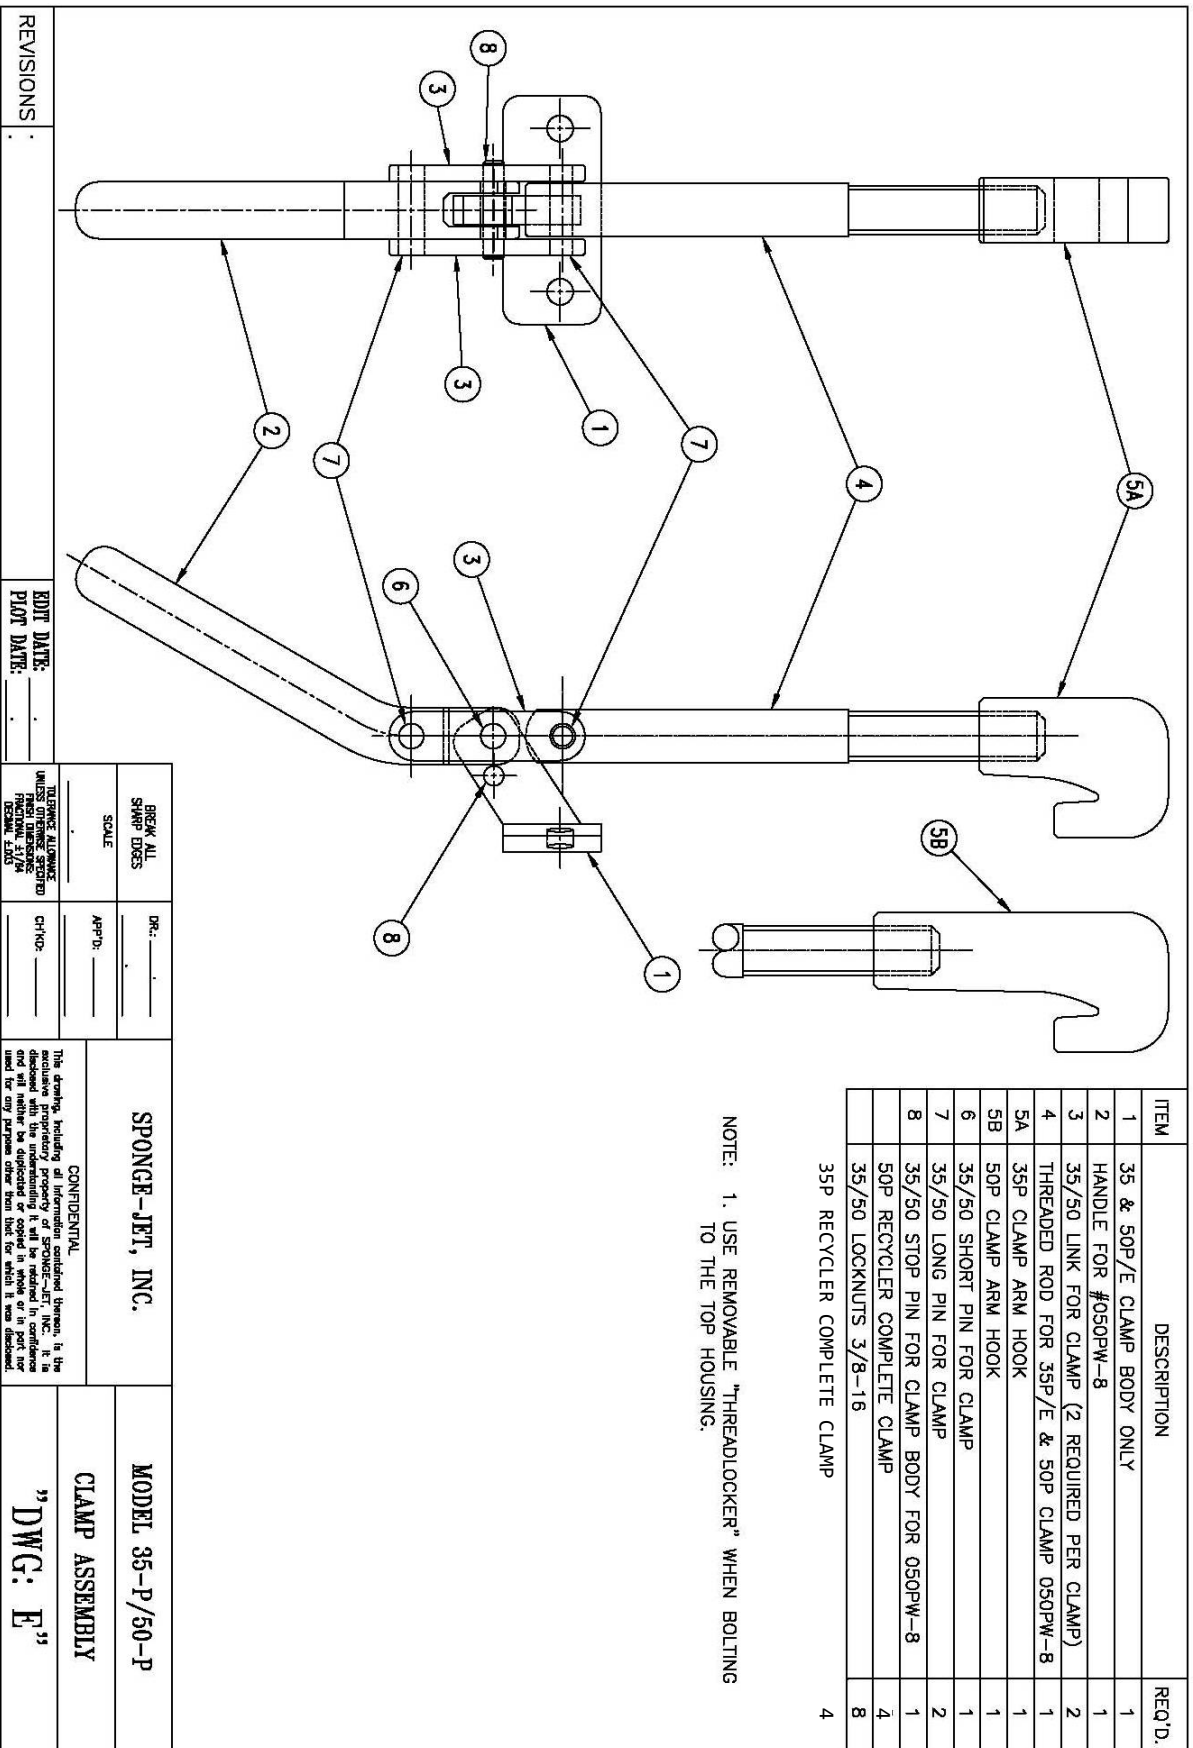 ITEM DESCRIPTION REQ'D.
1 35 & 50P/E CLAMP BODY ONLY 1
2 HANDLE FOR #050PW-8 1
3 35/50 LINK FOR CLAMP (2 REQUIRED PER CLAMP) 2
4 THREADED ROD FOR 35P/E & 50P CLAMP 050PW-8 1
5A 35P CLAMP ARM HOOK 1
5B 50P CLAMP ARM HOOK 1
6 35/50 SHORT PIN FOR CLAMP 1
7 35/50 LONG PIN FOR CLAMP 2
8 35/50 STOP PIN FOR CLAMP BODY FOR 050PW-8 1
50P RECYCLER COMPLETE CLAMP 4
35/50 LOCKNUTS 3/8-16 8
35P RECYCLER COMPLETE CLAMP 4
NOTE: 1. USE REMOVABLE "THREADLOCKER" WHEN BOLTING
TO THE TOP HOUSING.
5A
4
7
1
8
3
3
2
7
3
6
8
1
5B
REVISIONS :
EDIT DATE:
PLOT DATE:
BREAK ALL
SHARP EDGES
SCALE
TOLERANCE ALLOWANCE
UNLESS OTHERWISE SPECIFIED
FINISH DIMENSIONS:
FRACTIONAL ±1/64
DECIMAL ±.003
DR.:
APP'D:
CH'KD:
SPONGE-JET, INC.
CONFIDENTIAL
This drawing, including all information contained thereon, is the
exclusive proprietary property of SPONGE-JET, INC. It is
disclosed with the understanding it will be retained in confidence
and will neither be duplicated or copied in whole or in part nor
used for any purpose other than that for which it was disclosed.
MODEL 35-P/50-P
CLAMP ASSEMBLY
"DWG: E"